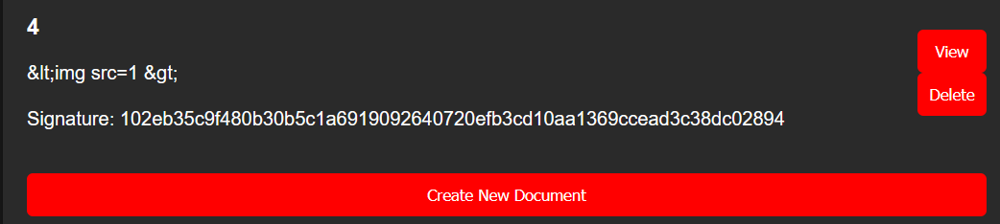 4
&lt;img src=1 &gt;
View
Delete
Signature: 102eb35c9f480b30b5c1a6919092640720efb3cd10aa1369ccead3c38dc02894
Create New Document